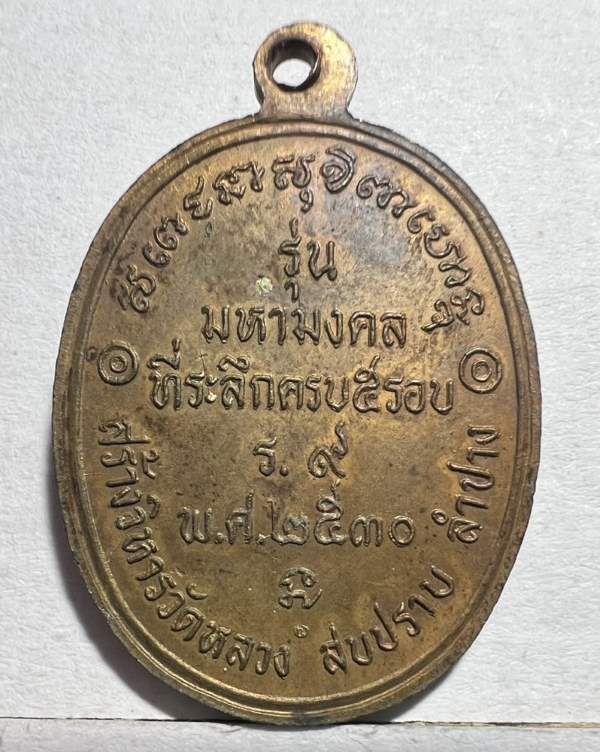 รุ่น
มหามงคล
ที่ระลึกครบ๕รอบ
ร. ๙
พ.ศ.๒๕๓๐
สร้างวิหารวัดหลวง สบปราบ ลำปาง